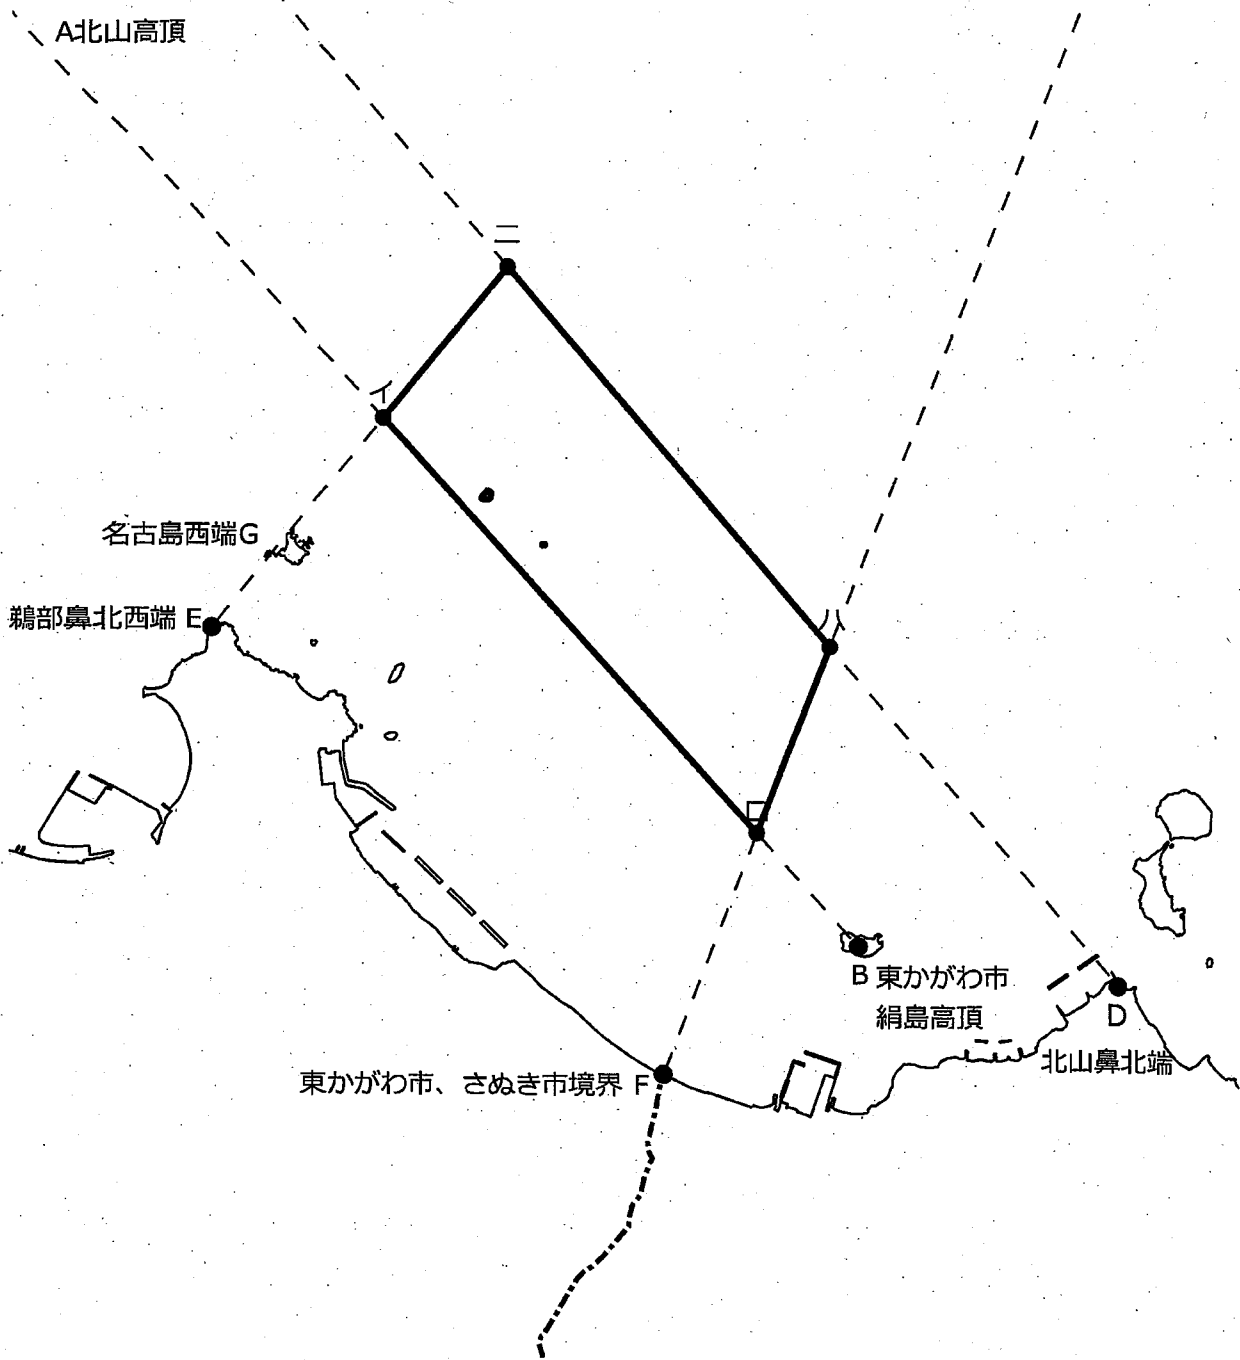 A北山高頂
ニ
イ
名古島西端G
鵜部鼻北西端 E
ハ
ロ
B 東かがわ市
絹島高頂
D
北山鼻北端
東かがわ市、さぬき市境界 F